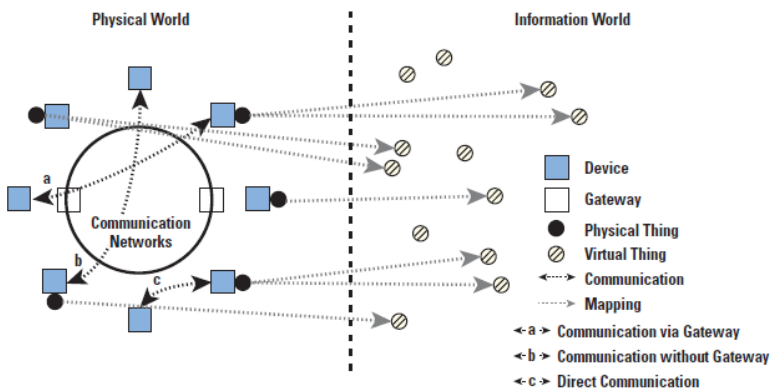 Physical World
Information World
a
Communication
Networks
b
c
Device
Gateway
Physical Thing
Virtual Thing
Communication
Mapping
a Communication via Gateway
b Communication without Gateway
c Direct Communication